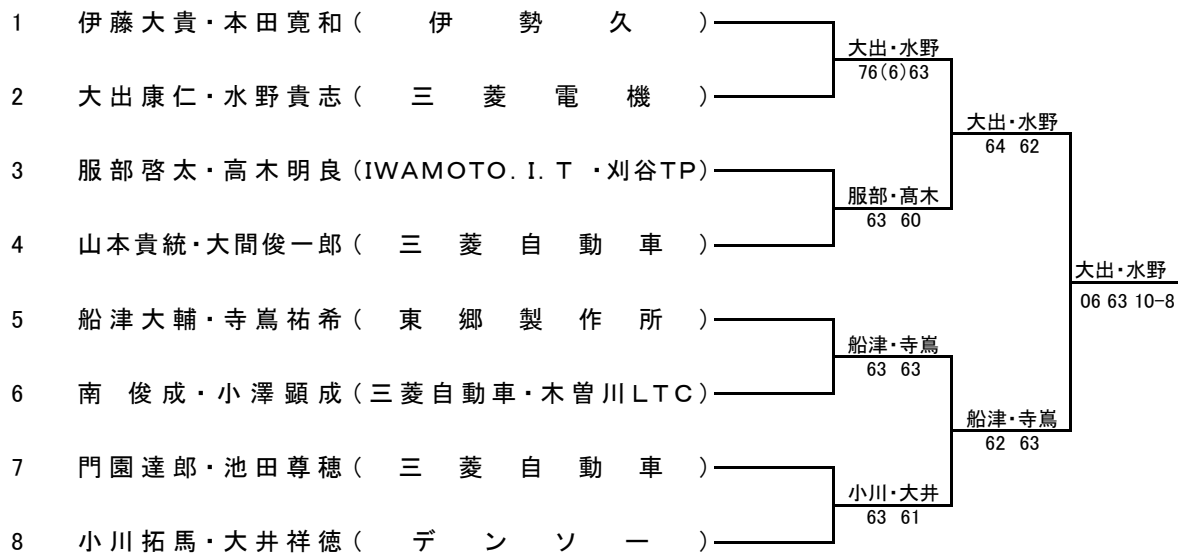 1 伊藤大貴・本田寛和(伊勢久)
大出・水野
76(6)63
2 大出康仁・水野貴志(三菱電機)
大出・水野
64 62
3 服部啓太・高木明良(IWAMOTO.I.T・刈谷TP)
服部・髙木
63 60
4 山本貴統・大間俊一郎(三菱自動車)
大出・水野
06 63 10-8
5 船津大輔・寺嶌祐希(東郷製作所)
船津・寺嶌
63 63
6 南 俊成・小澤顕成(三菱自動車・木曽川LTC)
船津・寺嶌
62 63
7 門園達郎・池田尊穂(三菱自動車)
小川・大井
63 61
8 小川拓馬・大井祥徳(デンソー)